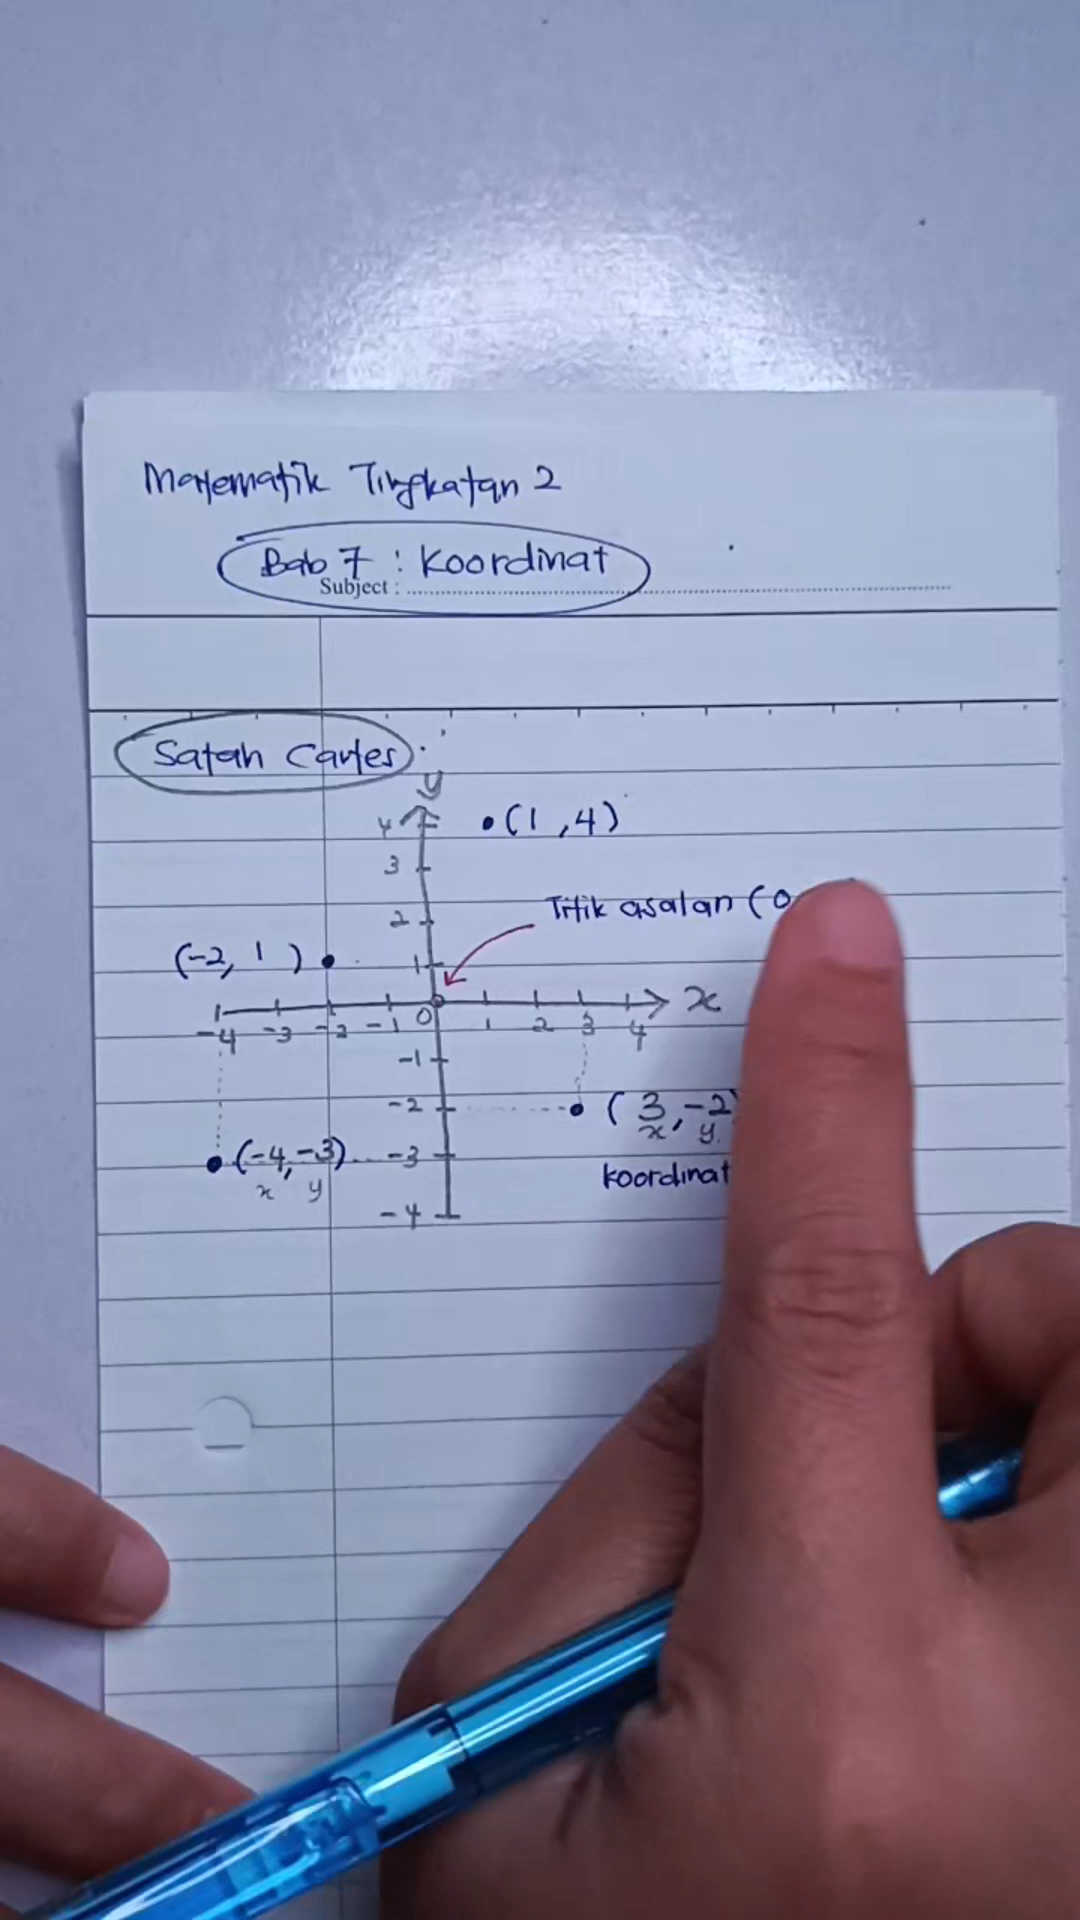 Matematik Tingkatan 2
Bab 7 : Koordinat
Subject :
Satah Cartes
y
4
(1, 4)
3
Titik asalan (0
2
(-2, 1)
1
x
-4 -3 -2 -1 0 1 2 3 4
-1
-2
(3, -2)
x y
(-4, -3)
-3
x y
koordinat
-4